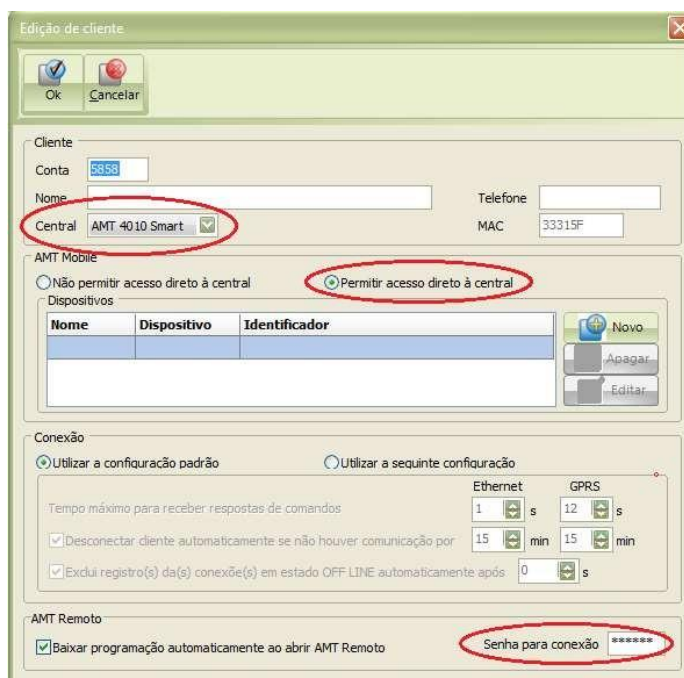 Edição de cliente
Ok Cancelar
Cliente
Conta 5858
Nome Telefone
Central AMT 4010 Smart MAC 33315F
AMT Mobile
Não permitir acesso direto à central Permitir acesso direto à central
Dispositivos
Nome Dispositivo Identificador
Novo
Apagar
Editar
Conexão
Utilizar a configuração padrão Utilizar a seguinte configuração
Ethernet GPRS
Tempo máximo para receber respostas de comandos 1 s 12 s
Desconectar cliente automaticamente se não houver comunicação por 15 min 15 min
Exclui registro(s) da(s) conexõe(s) em estado OFF LINE automaticamente após 0 s
AMT Remoto
Baixar programação automaticamente ao abrir AMT Remoto Senha para conexão ******